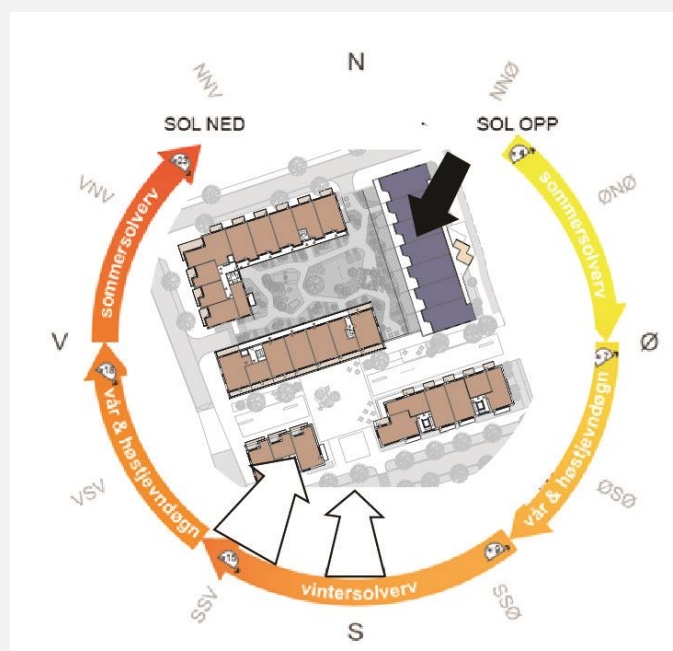 N
NNV
NNØ
SOL NED
SOL OPP
VNV
ØNØ
sommersolverv
sommersolverv
V
Ø
18
vår & høstjevndøgn
vår & høstjevndøgn
VSV
ØSØ
vintersolverv
SSV
SSØ
S